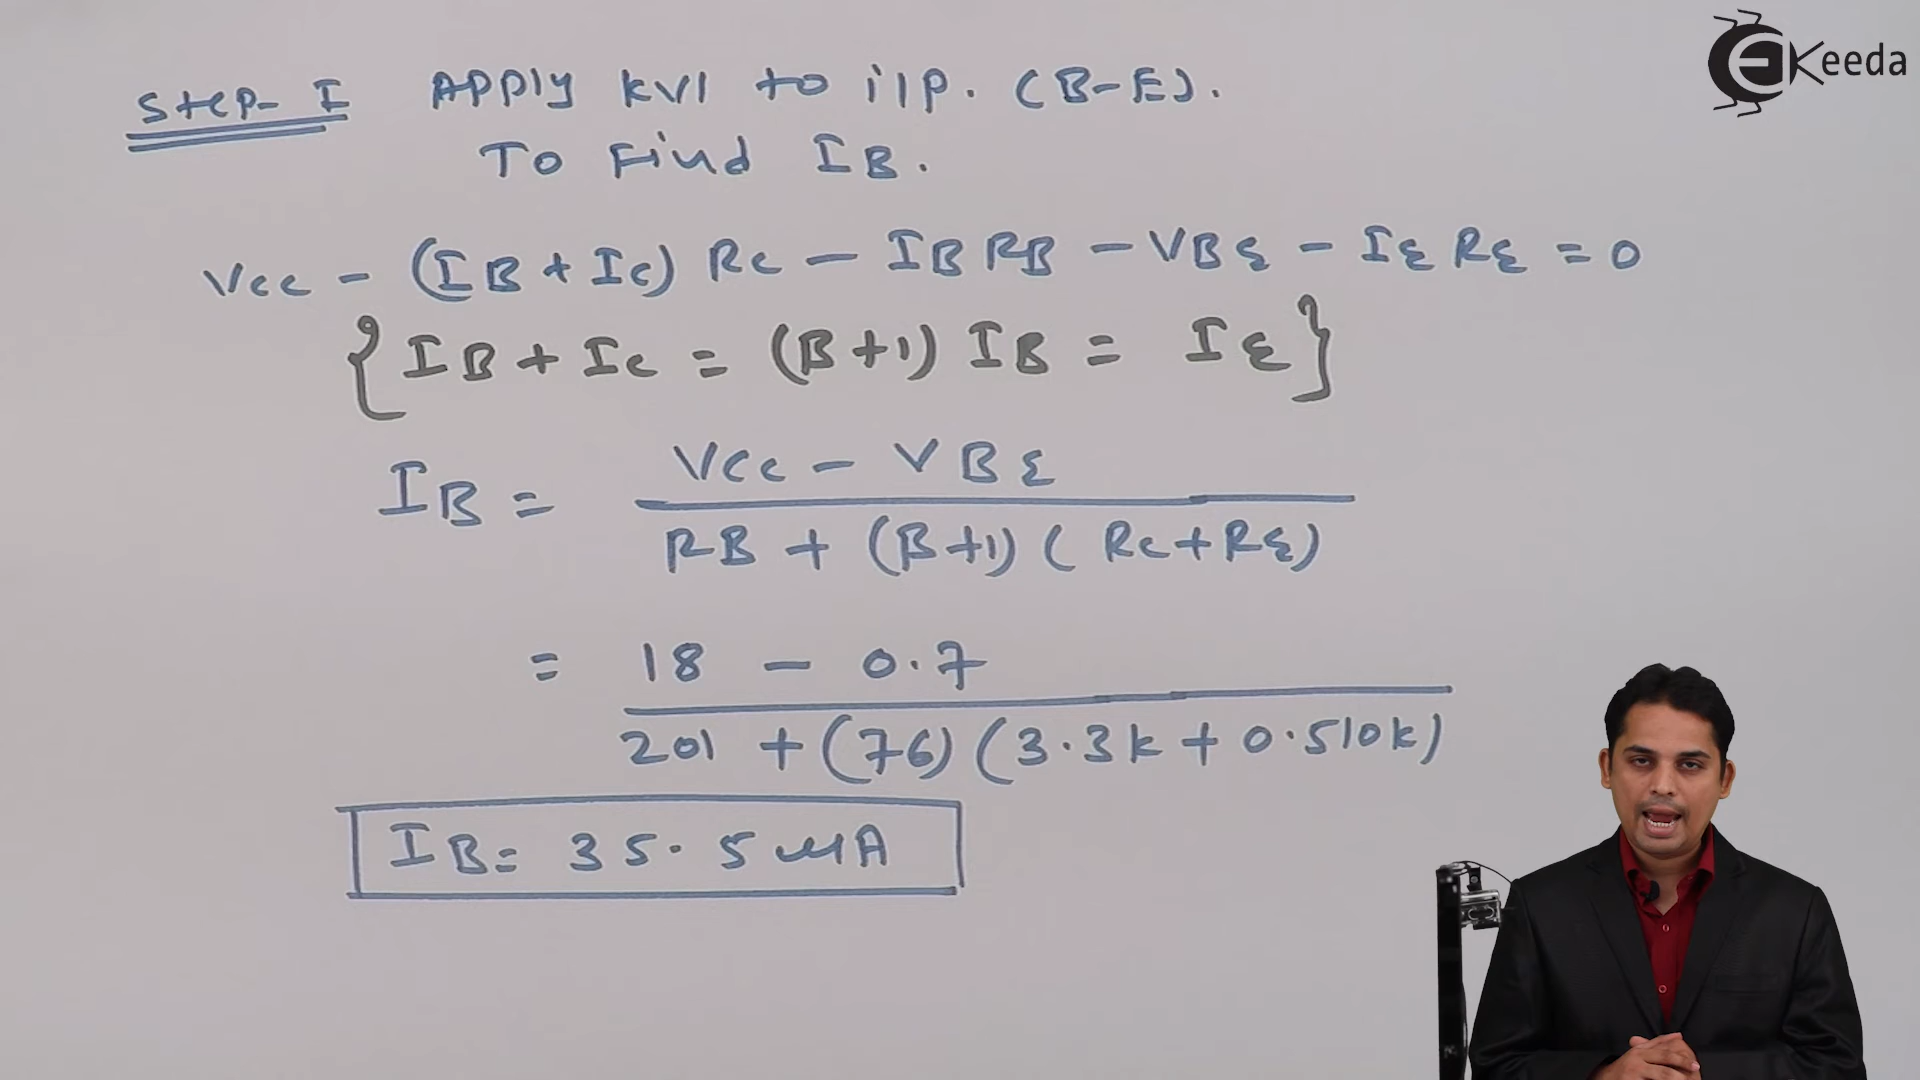 EKeeda
Step-I Apply KVL to i/p. (B-E).
To Find IB.
Vcc - (IB + Ic) Rc - IB RB - VBE - IE RE = 0
{IB + Ic = (β+1) IB = IE}
IB = Vcc - VBE
RB + (β+1) (Rc+RE)
= 18 - 0.7
201 + (76) (3.3k + 0.510k)
IB = 35.5 μA